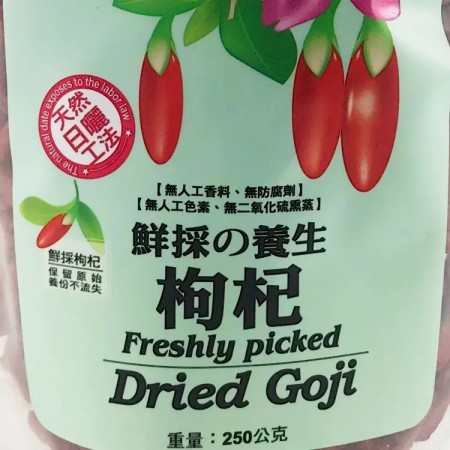 The natural date exposes to the labor law
天然
日曬
工法
【無人工香料、無防腐劑】
【無人工色素、無二氧化硫熏蒸】
鮮採枸杞
保留原始
養份不流失
鮮採の養生
枸杞
Freshly picked
Dried Goji
重量：250公克